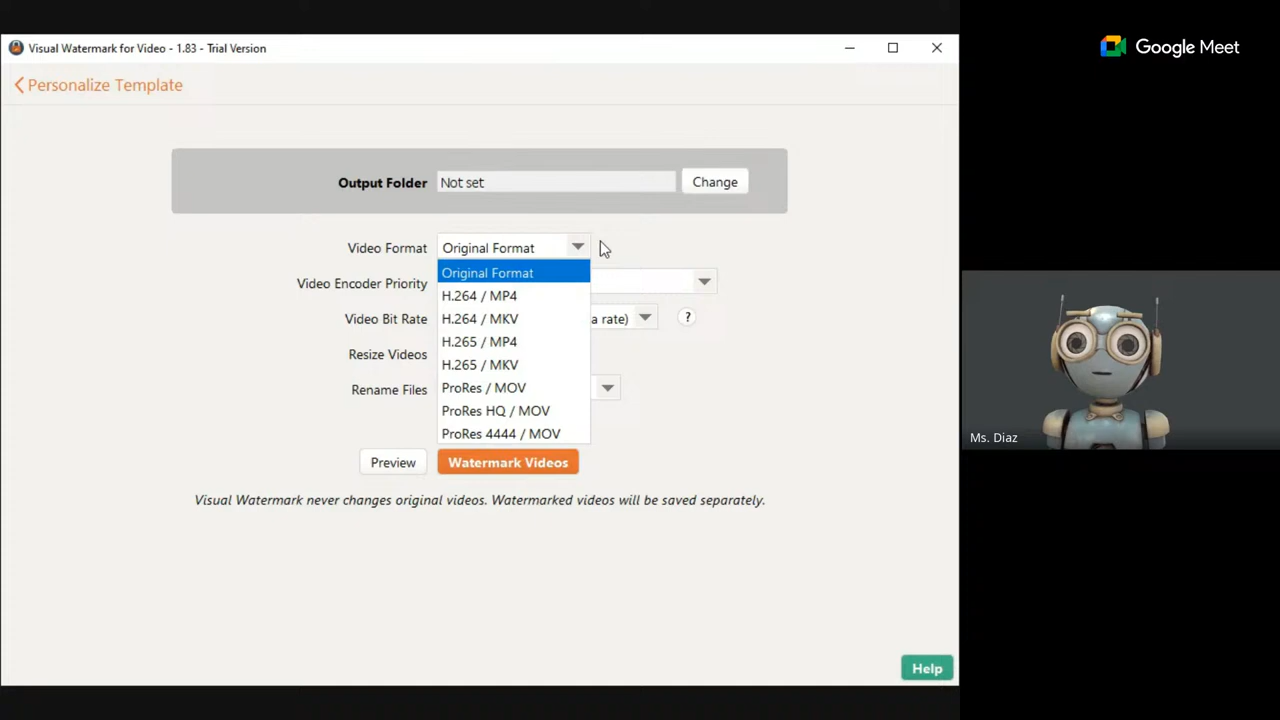 Visual Watermark for Video - 1.83 - Trial Version
Google Meet
Personalize Template
Output Folder Not set Change
Video Format Original Format
Original Format
Video Encoder Priority
H.264 / MP4
Video Bit Rate H.264 / MKV a rate) ?
H.265 / MP4
Resize Videos
H.265 / MKV
Rename Files ProRes / MOV
ProRes HQ / MOV
ProRes 4444 / MOV
Ms. Diaz
Preview Watermark Videos
Visual Watermark never changes original videos. Watermarked videos will be saved separately.
Help